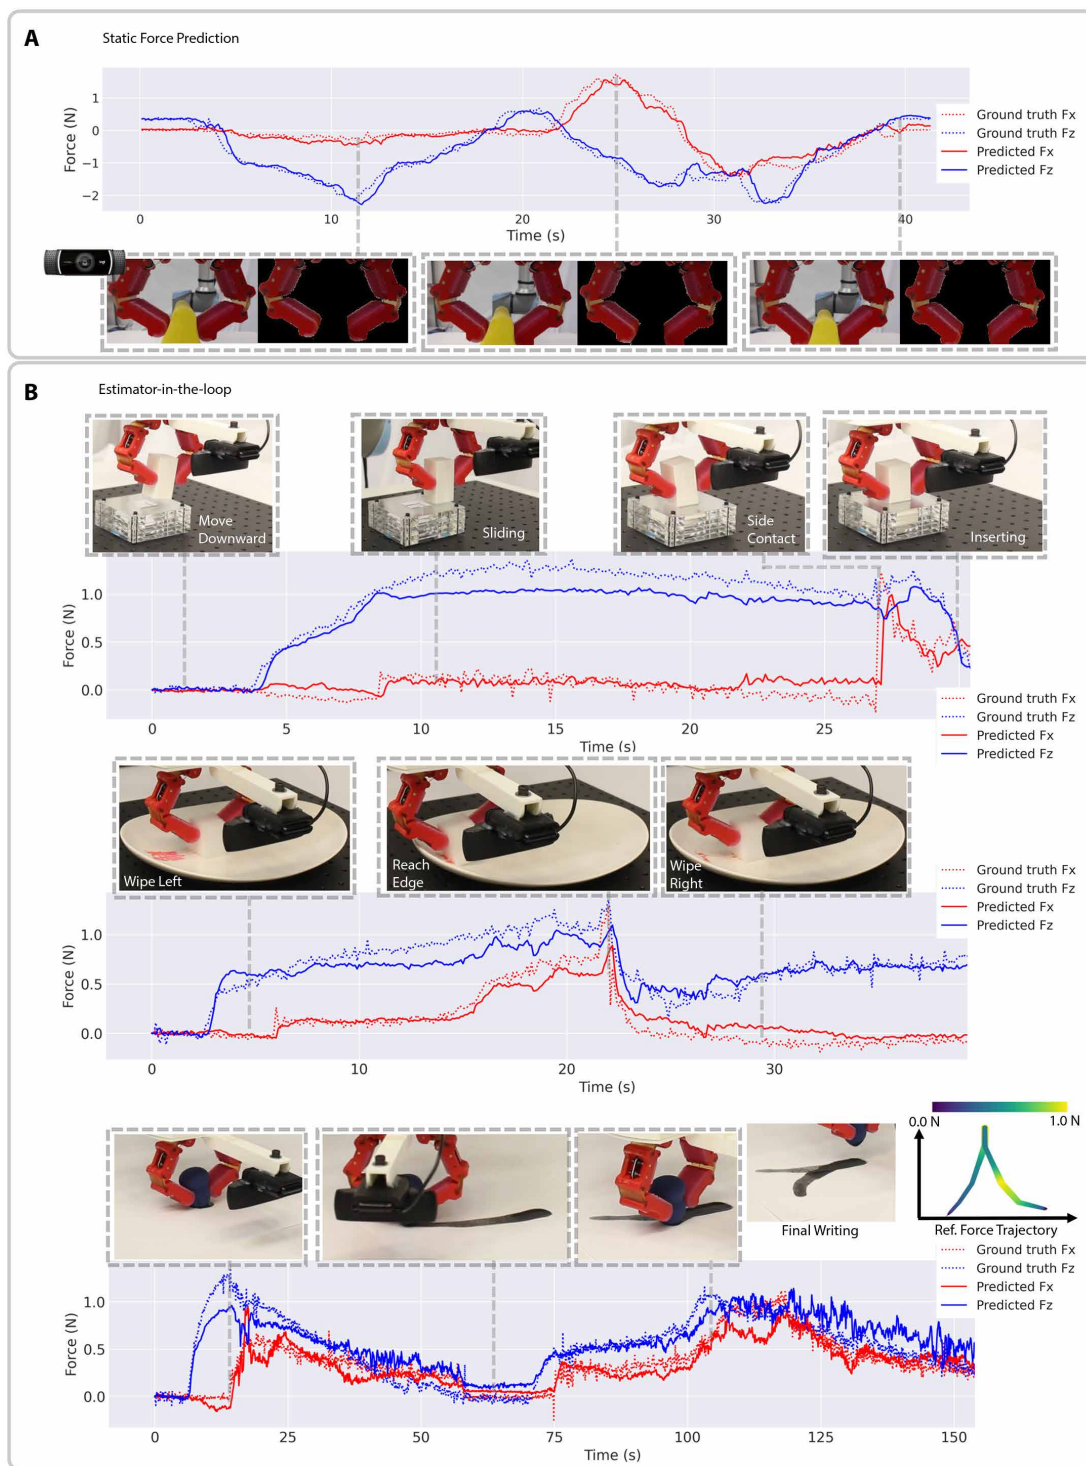 A
Static Force Prediction
Force (N)
1
0
−1
−2
0
10
20
30
40
Time (s)
Ground truth Fx
Ground truth Fz
Predicted Fx
Predicted Fz
B
Estimator-in-the-loop
Move
Downward
Sliding
Side
Contact
Inserting
Force (N)
1.0
0.5
0.0
0
5
10
15
20
25
Time (s)
Ground truth Fx
Ground truth Fz
Predicted Fx
Predicted Fz
Wipe Left
Reach
Edge
Wipe
Right
Ground truth Fx
Ground truth Fz
Predicted Fx
Predicted Fz
Force (N)
1.0
0.5
0.0
0
10
20
30
Time (s)
0.0 N
1.0 N
Final Writing
Ref. Force Trajectory
Ground truth Fx
Ground truth Fz
Predicted Fx
Predicted Fz
Force (N)
1.0
0.5
0.0
0
25
50
75
100
125
150
Time (s)